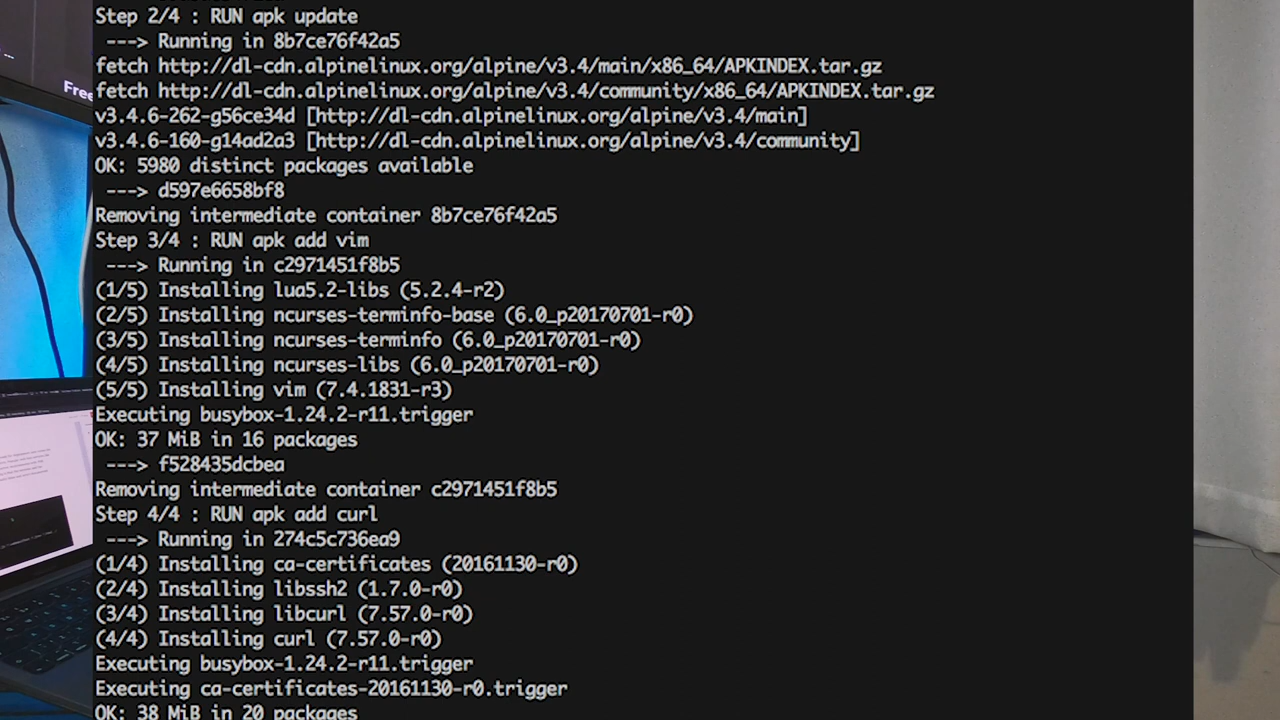 Step 2/4 : RUN apk update
 ---> Running in 8b7ce76f42a5
fetch http://dl-cdn.alpinelinux.org/alpine/v3.4/main/x86_64/APKINDEX.tar.gz
Free
fetch http://dl-cdn.alpinelinux.org/alpine/v3.4/community/x86_64/APKINDEX.tar.gz
v3.4.6-262-g56ce34d [http://dl-cdn.alpinelinux.org/alpine/v3.4/main]
v3.4.6-160-g14ad2a3 [http://dl-cdn.alpinelinux.org/alpine/v3.4/community]
OK: 5980 distinct packages available
 ---> d597e6658bf8
Removing intermediate container 8b7ce76f42a5
Step 3/4 : RUN apk add vim
 ---> Running in c2971451f8b5
(1/5) Installing lua5.2-libs (5.2.4-r2)
(2/5) Installing ncurses-terminfo-base (6.0_p20170701-r0)
(3/5) Installing ncurses-terminfo (6.0_p20170701-r0)
(4/5) Installing ncurses-libs (6.0_p20170701-r0)
(5/5) Installing vim (7.4.1831-r3)
Executing busybox-1.24.2-r11.trigger
OK: 37 MiB in 16 packages
 ---> f528435dcbea
Removing intermediate container c2971451f8b5
Step 4/4 : RUN apk add curl
 ---> Running in 274c5c736ea9
(1/4) Installing ca-certificates (20161130-r0)
(2/4) Installing libssh2 (1.7.0-r0)
(3/4) Installing libcurl (7.57.0-r0)
(4/4) Installing curl (7.57.0-r0)
Executing busybox-1.24.2-r11.trigger
Executing ca-certificates-20161130-r0.trigger
OK: 38 MiB in 20 packages